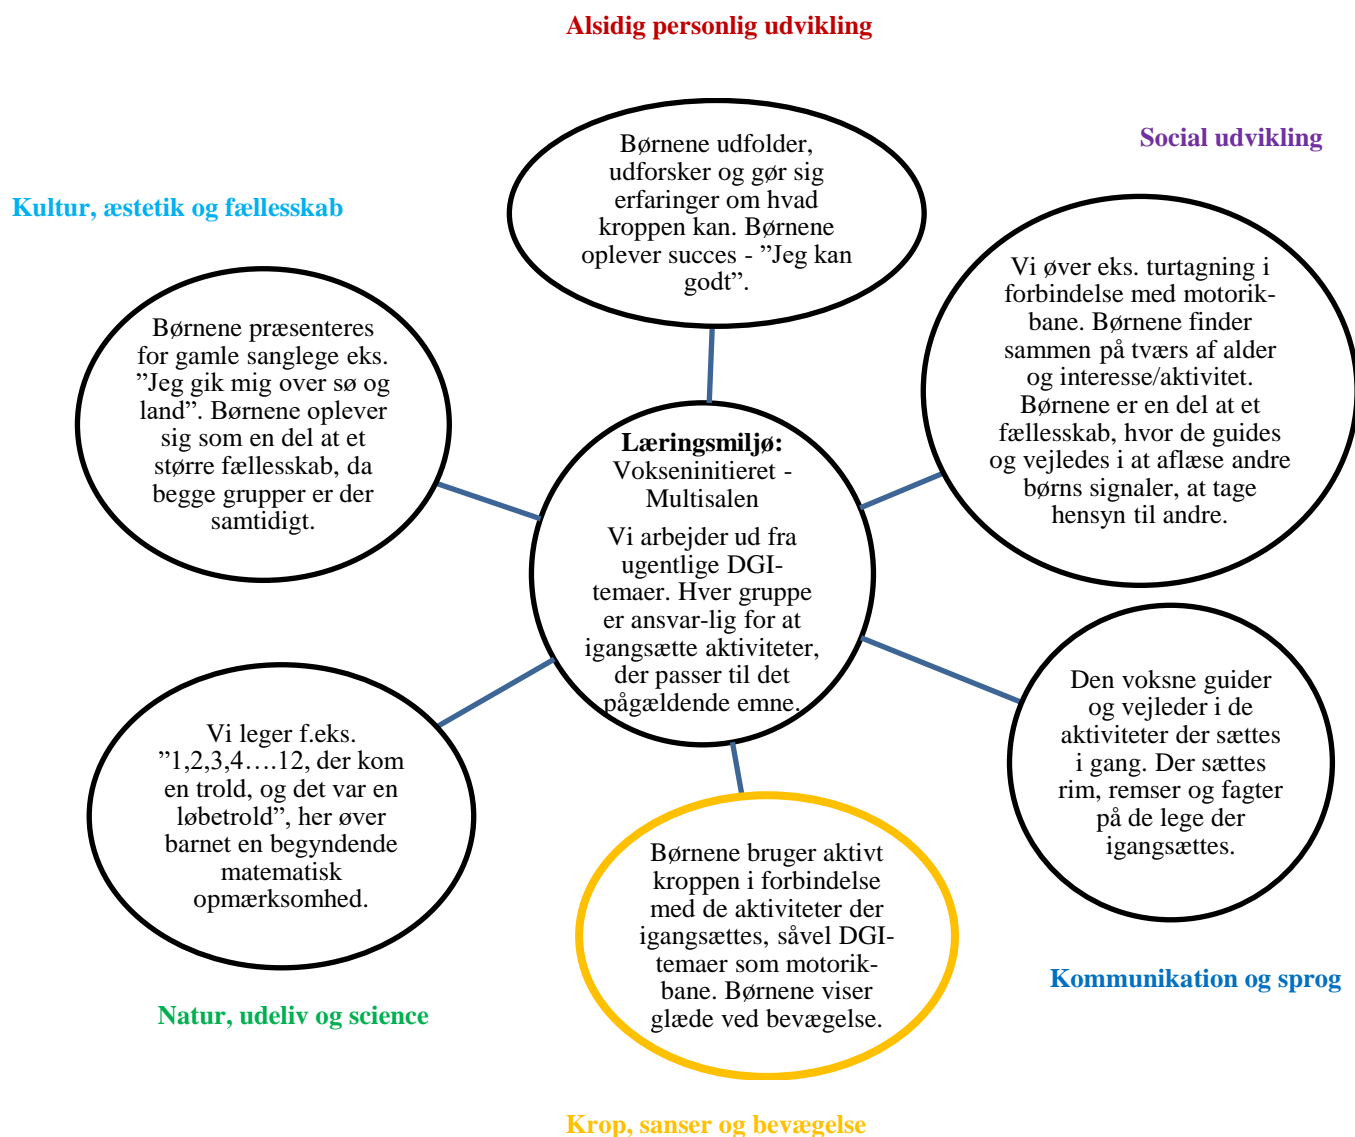 Alsidig personlig udvikling
Børnene udfolder,
udforsker og gør sig
erfaringer om hvad
kroppen kan. Børnene
oplever succes - ”Jeg kan
godt”.
Social udvikling
Vi øver eks. turtagning i
forbindelse med motorik-
bane. Børnene finder
sammen på tværs af alder
og interesse/aktivitet.
Børnene er en del at et
fællesskab, hvor de guides
og vejledes i at aflæse andre
børns signaler, at tage
hensyn til andre.
Kultur, æstetik og fællesskab
Børnene præsenteres
for gamle sanglege eks.
”Jeg gik mig over sø og
land”. Børnene oplever
sig som en del at et
større fællesskab, da
begge grupper er der
samtidigt.
Læringsmiljø:
Vokseninitieret -
Multisalen
Vi arbejder ud fra
ugentlige DGI-
temaer. Hver gruppe
er ansvar-lig for at
igangsætte aktiviteter,
der passer til det
pågældende emne.
Den voksne guider
og vejleder i de
aktiviteter der sættes
i gang. Der sættes
rim, remser og fagter
på de lege der
igangsættes.
Kommunikation og sprog
Vi leger f.eks.
”1,2,3,4….12, der kom
en trold, og det var en
løbetrold”, her øver
barnet en begyndende
matematisk
opmærksomhed.
Natur, udeliv og science
Børnene bruger aktivt
kroppen i forbindelse
med de aktiviteter der
igangsættes, såvel DGI-
temaer som motorik-
bane. Børnene viser
glæde ved bevægelse.
Krop, sanser og bevægelse